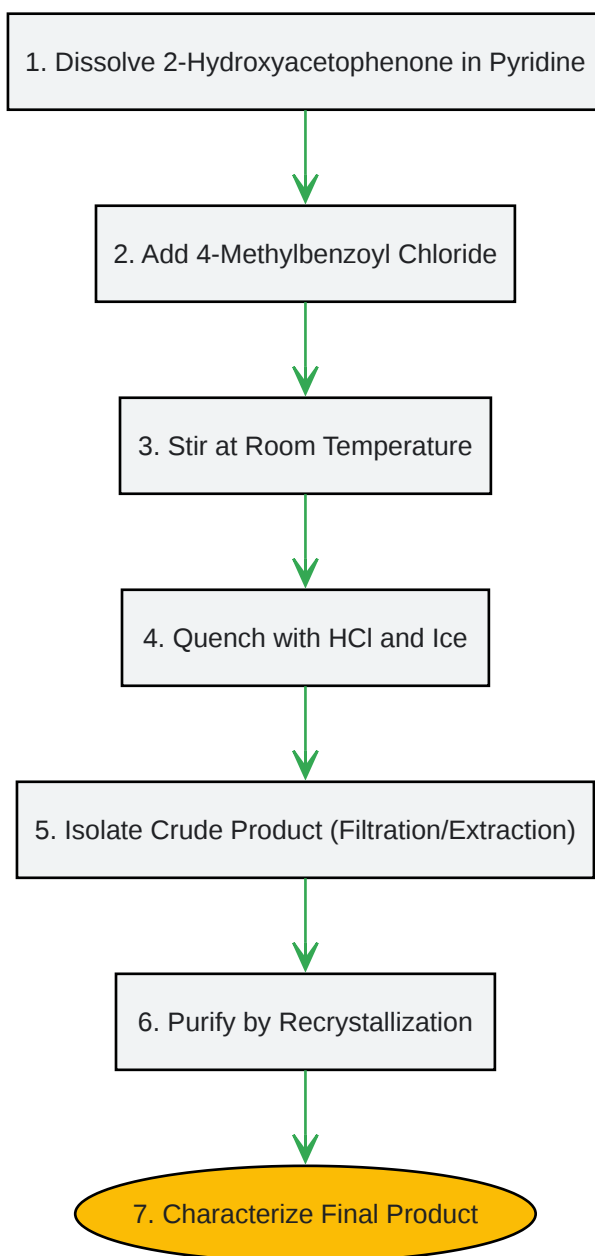 1. Dissolve 2-Hydroxyacetophenone in Pyridine
2. Add 4-Methylbenzoyl Chloride
3. Stir at Room Temperature
4. Quench with HCl and Ice
5. Isolate Crude Product (Filtration/Extraction)
6. Purify by Recrystallization
7. Characterize Final Product